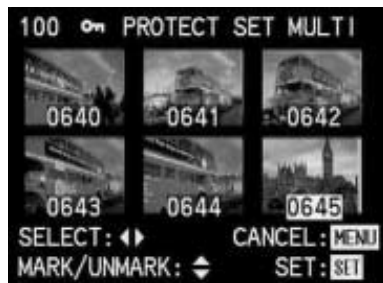 100 PROTECT SET MULTI
0640 0641 0642
0643 0644 0645
SELECT: CANCEL: MENU
MARK/UNMARK: SET: SET